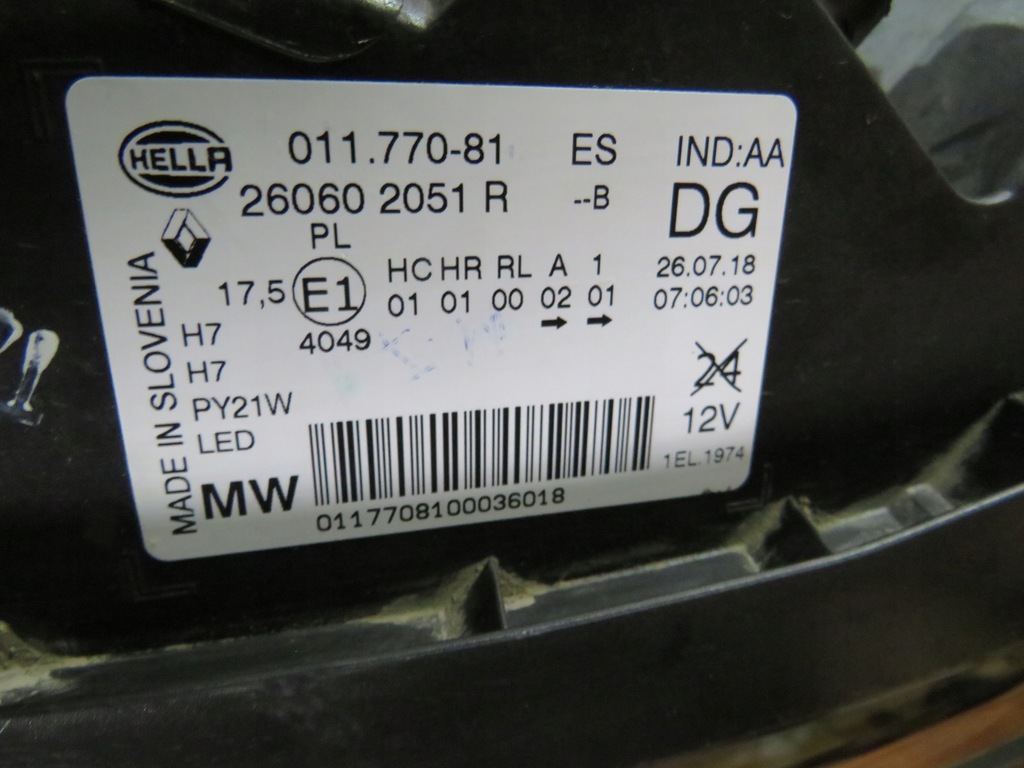 HELLA 011.770-81 ES IND:AA
26060 2051 R --B DG
PL
HC HR RL A 1 26.07.18
17,5 E1 01 01 00 02 01 07:06:03
4049
H7
H7
PY21W
LED
24
12V
1EL.1974
MW
0117708100036018
MADE IN SLOVENIA